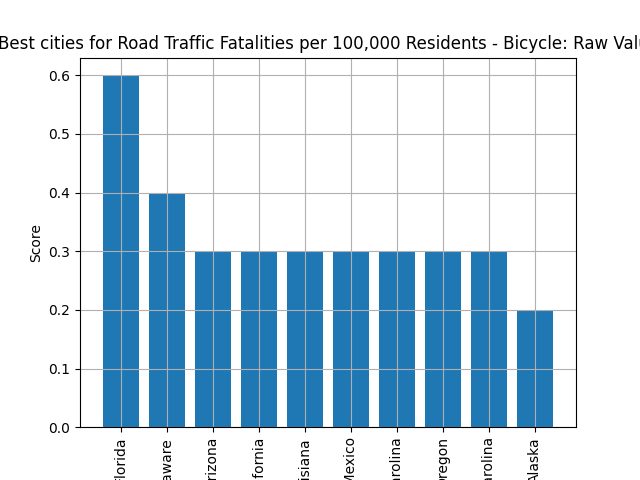 Best cities for Road Traffic Fatalities per 100,000 Residents - Bicycle: Raw Valu
0.6
0.5
0.4
0.3
0.2
0.1
0.0
Score
lorida
aware
rizona
fornia
isiana
Mexico
arolina
regon
arolina
Alaska